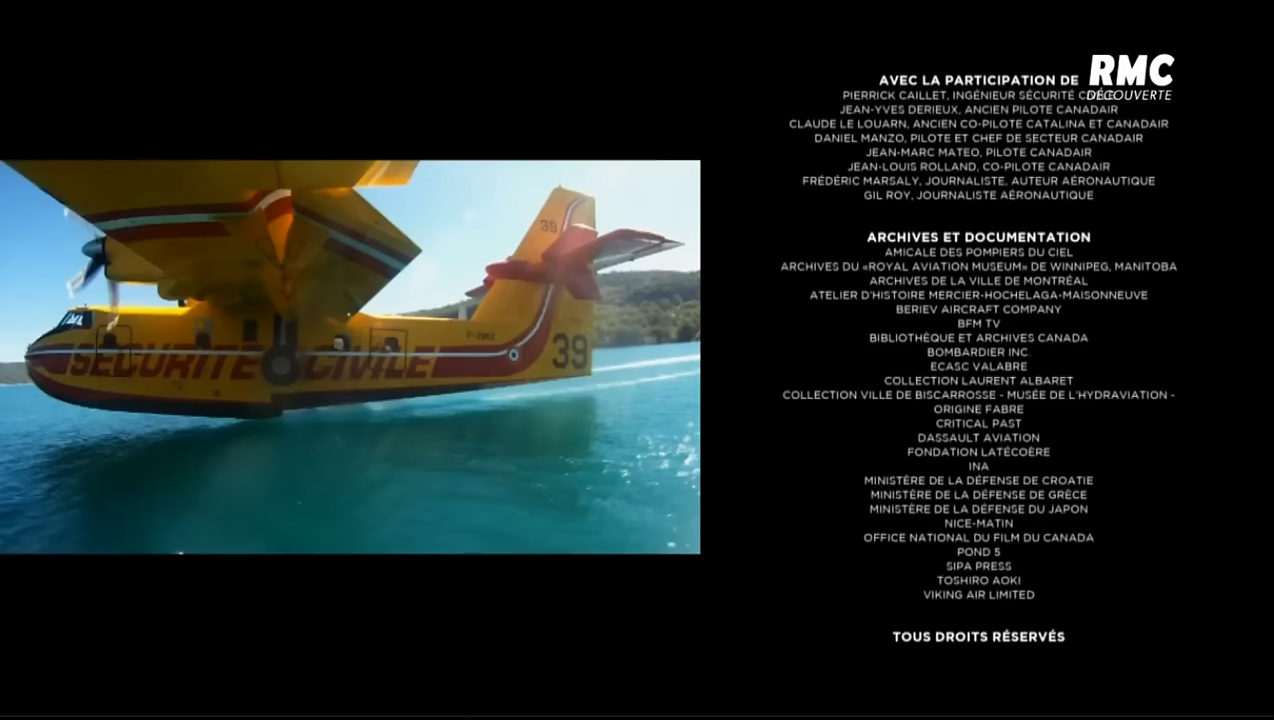 RMC
DÉCOUVERTE
AVEC LA PARTICIPATION DE
PIERRICK CAILLET, INGÉNIEUR SÉCURITÉ
JEAN-YVES DERIEUX, ANCIEN PILOTE CANADAIR
CLAUDE LE LOUARN, ANCIEN CO-PILOTE CATALINA ET CANADAIR
DANIEL MANZO, PILOTE ET CHEF DE SECTEUR CANADAIR
JEAN-MARC MATEO, PILOTE CANADAIR
JEAN-LOUIS ROLLAND, CO-PILOTE CANADAIR
FRÉDÉRIC MARSALY, JOURNALISTE, AUTEUR AÉRONAUTIQUE
GIL ROY, JOURNALISTE AÉRONAUTIQUE
ARCHIVES ET DOCUMENTATION
AMICALE DES POMPIERS DU CIEL
ARCHIVES DU «ROYAL AVIATION MUSEUM» DE WINNIPEG, MANITOBA
ARCHIVES DE LA VILLE DE MONTRÉAL
ATELIER D'HISTOIRE MERCIER-HOCHELAGA-MAISONNEUVE
BERIEV AIRCRAFT COMPANY
BFM TV
BIBLIOTHÈQUE ET ARCHIVES CANADA
BOMBARDIER INC.
ECASC VALABRE
COLLECTION LAURENT ALBARET
COLLECTION VILLE DE BISCARROSSE - MUSÉE DE L'HYDRAVIATION -
ORIGINE FABRE
CRITICAL PAST
DASSAULT AVIATION
FONDATION LATÉCOÈRE
INA
MINISTÈRE DE LA DÉFENSE DE CROATIE
MINISTÈRE DE LA DÉFENSE DE GRÈCE
MINISTÈRE DE LA DÉFENSE DU JAPON
NICE-MATIN
OFFICE NATIONAL DU FILM DU CANADA
POND 5
SIPA PRESS
TOSHIRO AOKI
VIKING AIR LIMITED
TOUS DROITS RÉSERVÉS
39
SECURITE CIVILE
39